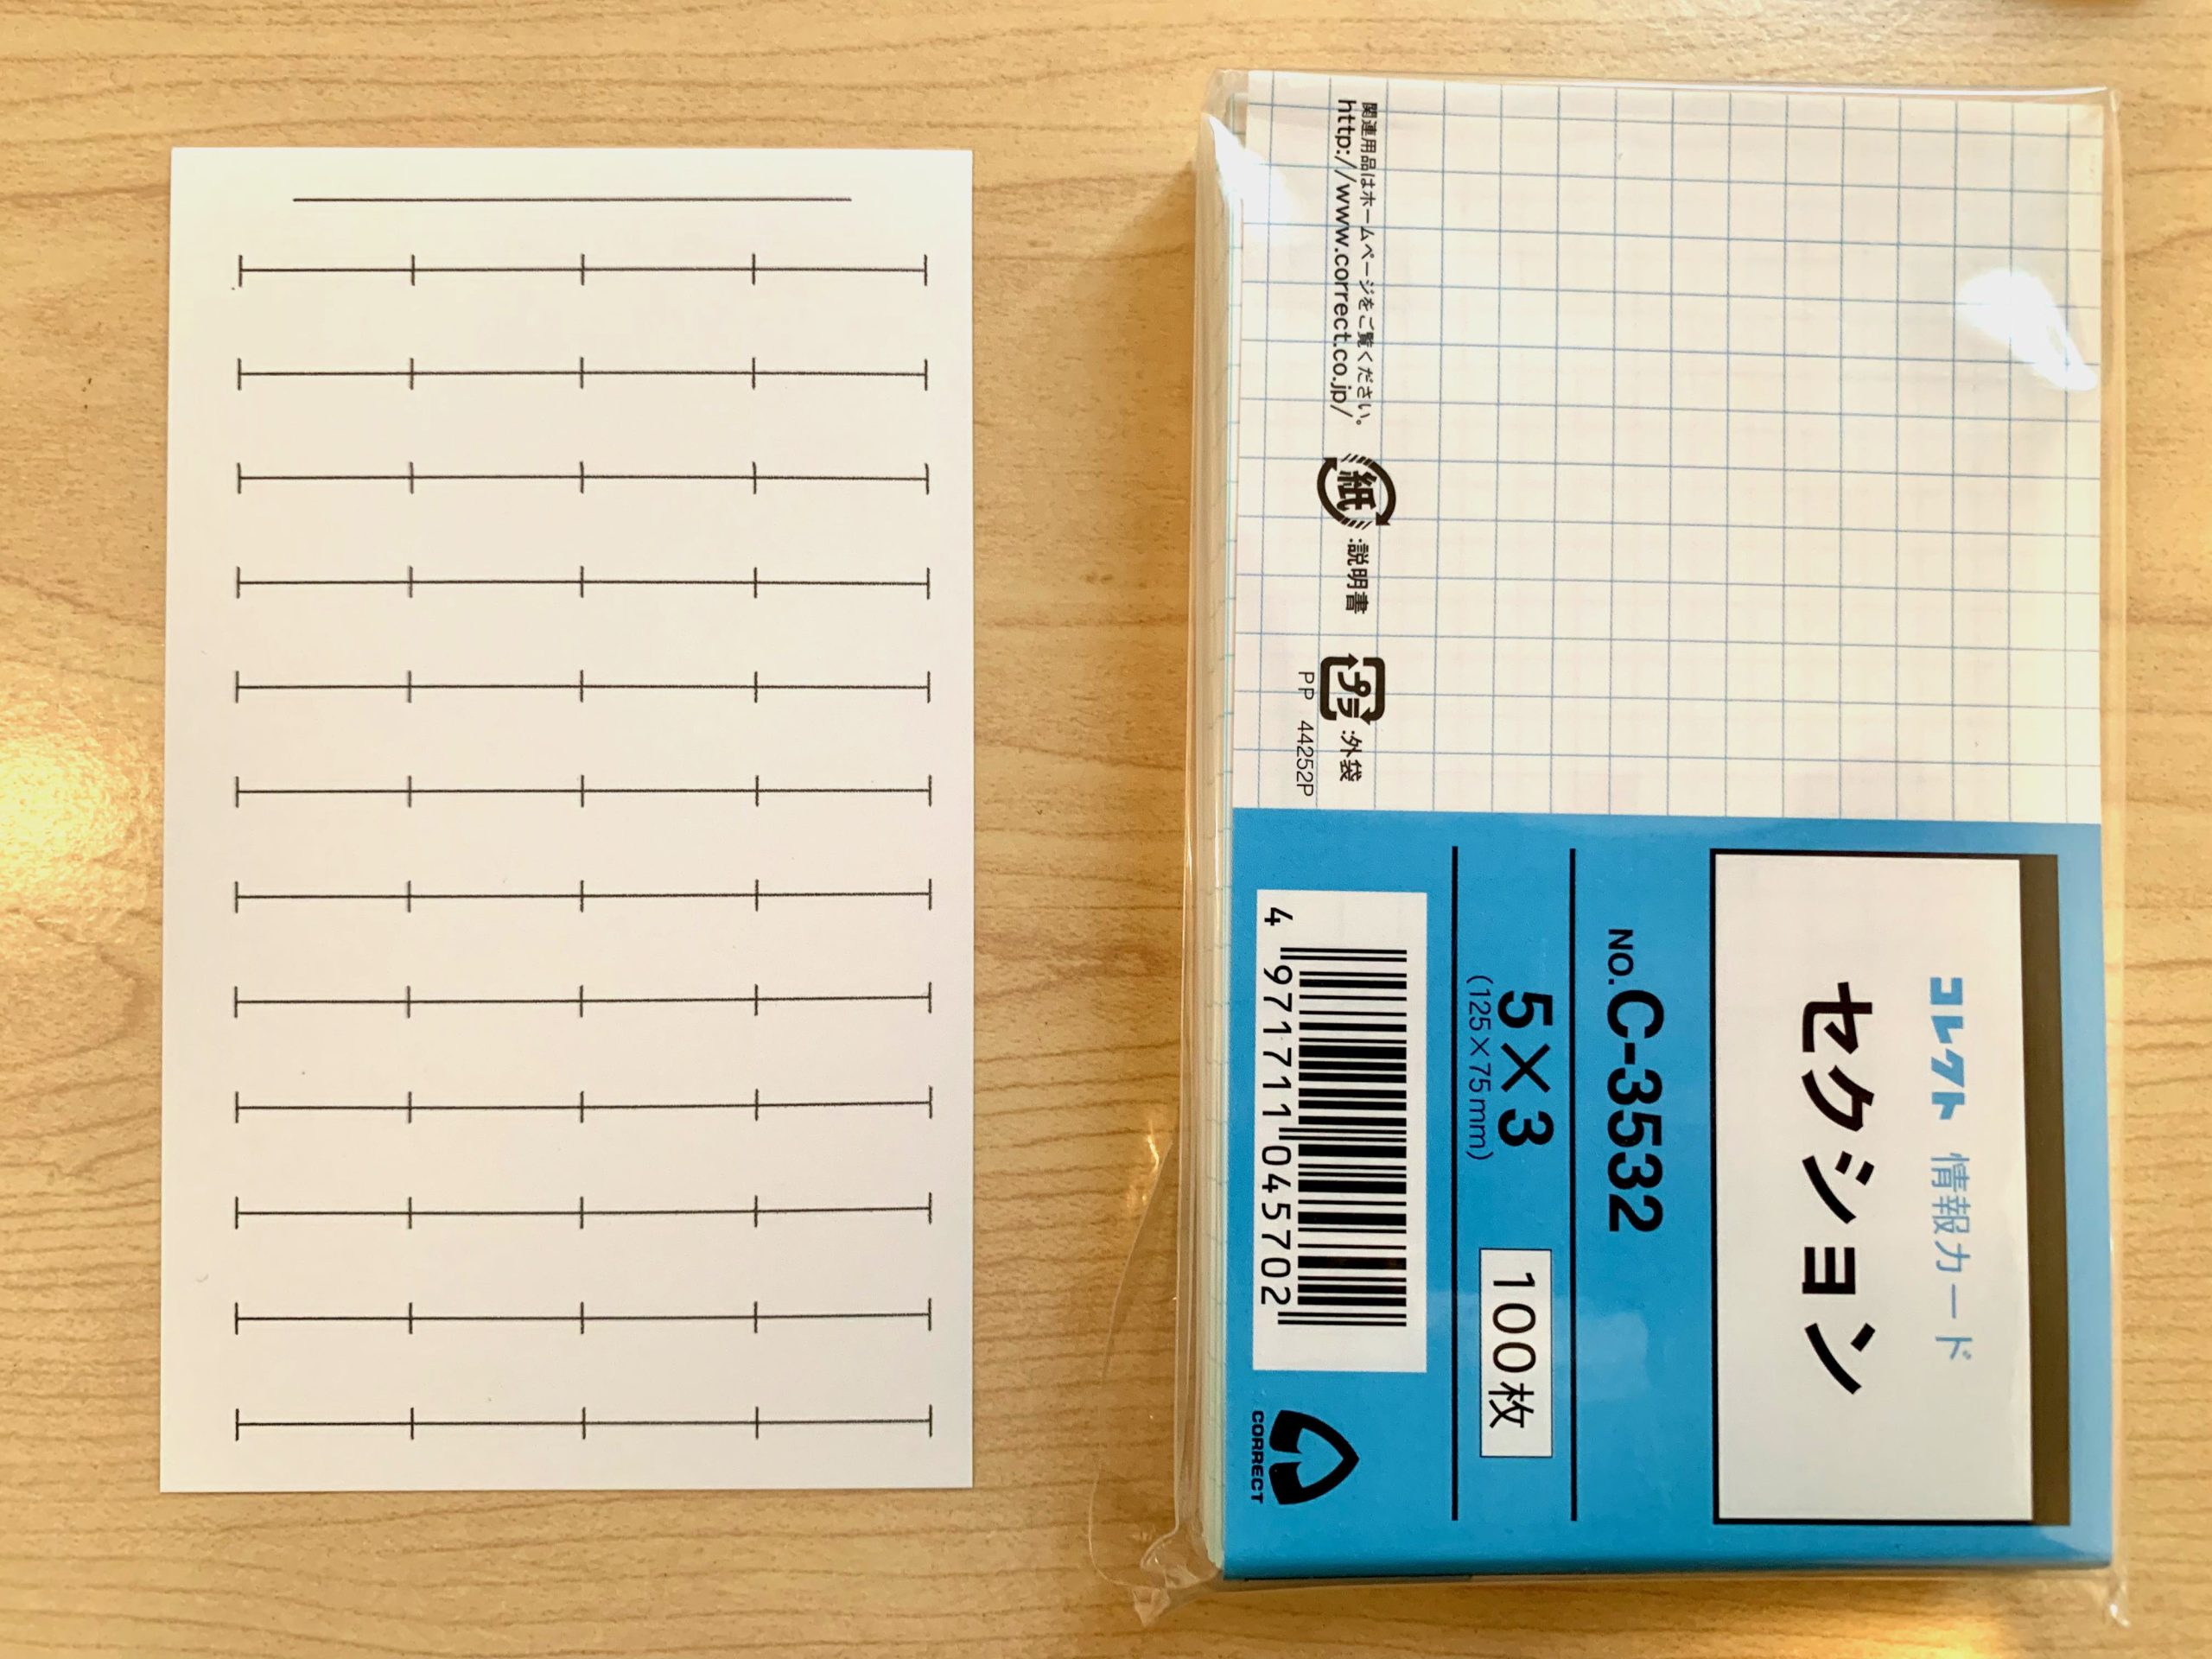 コレクト 情報カード
セクション
NO.C-3532
5×3
(125×75mm)
100枚
4 971711 045702
CORRECT
関連用品はホームページをご覧ください。
http://www.correct.co.jp/
紙 :説明書
プラ :外袋
PP 44252P